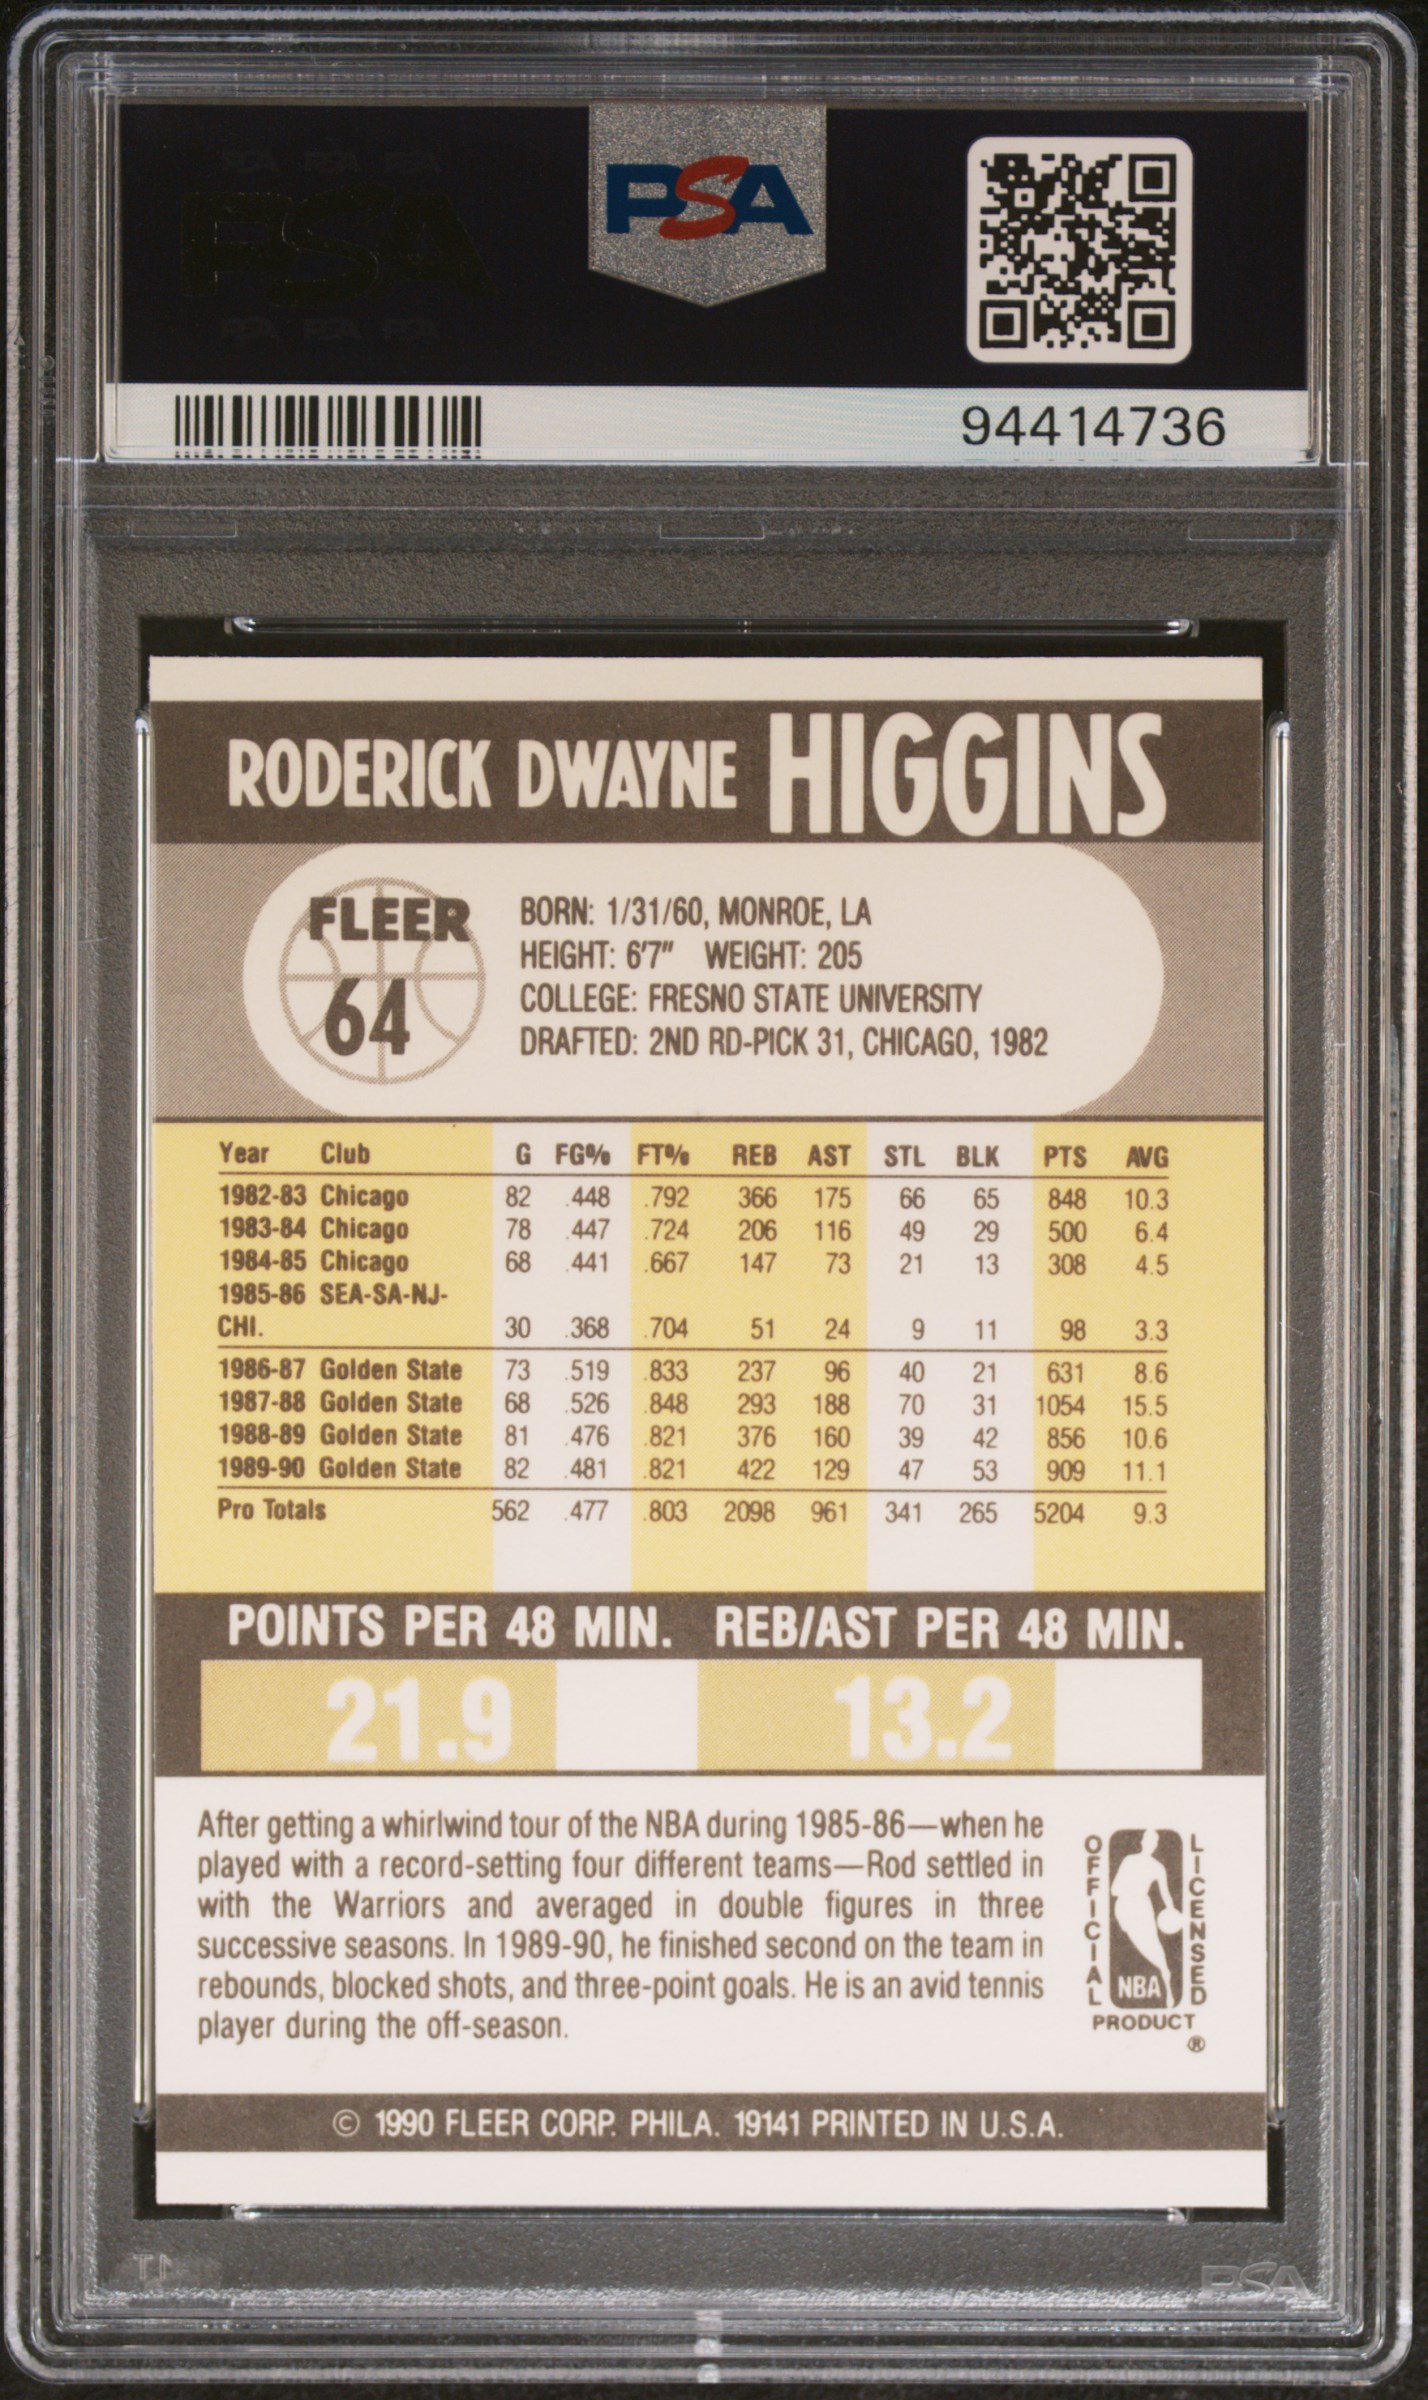 PSA
94414736
RODERICK DWAYNE HIGGINS
FLEER
64
BORN: 1/31/60, MONROE, LA
HEIGHT: 6'7" WEIGHT: 205
COLLEGE: FRESNO STATE UNIVERSITY
DRAFTED: 2ND RD-PICK 31, CHICAGO, 1982
Year Club G FG% FT% REB AST STL BLK PTS AVG
1982-83 Chicago 82 .448 .792 366 175 66 65 848 10.3
1983-84 Chicago 78 .447 .724 206 116 49 29 500 6.4
1984-85 Chicago 68 .441 .667 147 73 21 13 308 4.5
1985-86 SEA-SA-NJ-
CHI. 30 .368 .704 51 24 9 11 98 3.3
1986-87 Golden State 73 .519 .833 237 96 40 21 631 8.6
1987-88 Golden State 68 .526 .848 293 188 70 31 1054 15.5
1988-89 Golden State 81 .476 .821 376 160 39 42 856 10.6
1989-90 Golden State 82 .481 .821 422 129 47 53 909 11.1
Pro Totals 562 .477 .803 2098 961 341 265 5204 9.3
POINTS PER 48 MIN. REB/AST PER 48 MIN.
21.9 13.2
After getting a whirlwind tour of the NBA during 1985-86—when he
played with a record-setting four different teams—Rod settled in
with the Warriors and averaged in double figures in three
successive seasons. In 1989-90, he finished second on the team in
rebounds, blocked shots, and three-point goals. He is an avid tennis
player during the off-season.
OFFICIAL LICENSED
NBA
PRODUCT
®
© 1990 FLEER CORP. PHILA. 19141 PRINTED IN U.S.A.
PSA